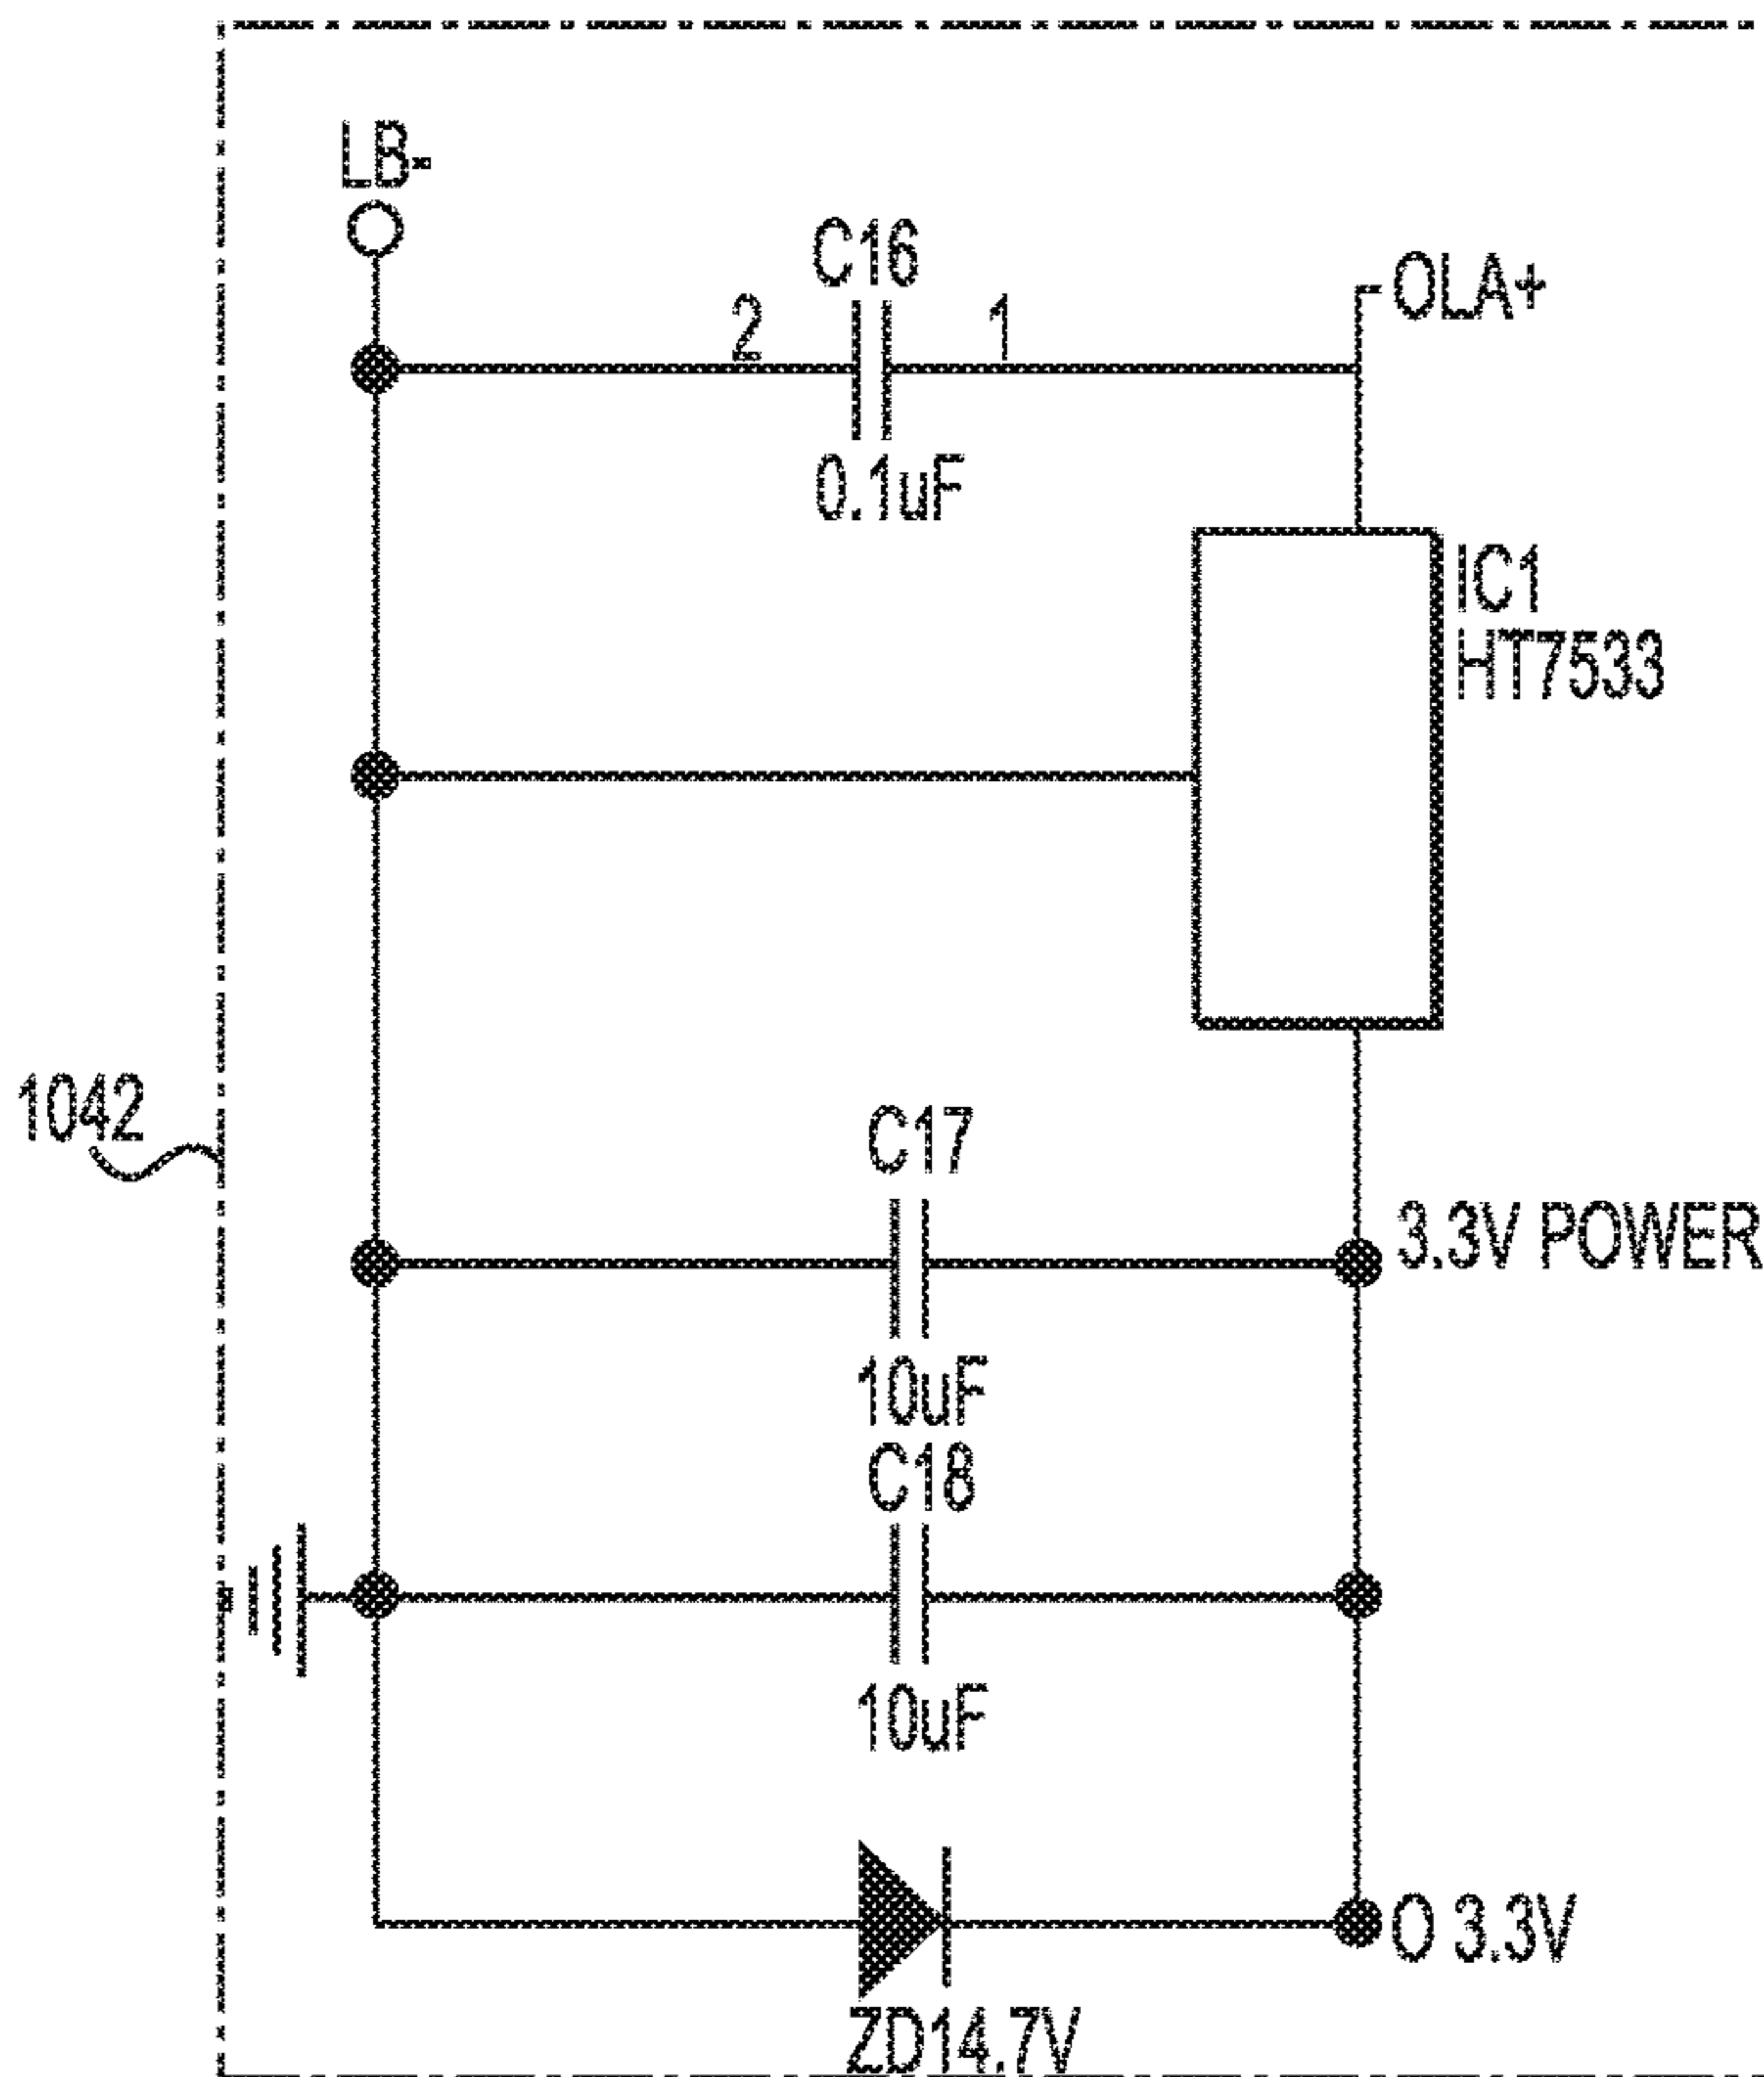 LB-
C16
2
1
OLA+
0.1uF
IC1
HT7533
1042
C17
3.3V POWER
10uF
C18
10uF
O 3.3V
ZD14.7V